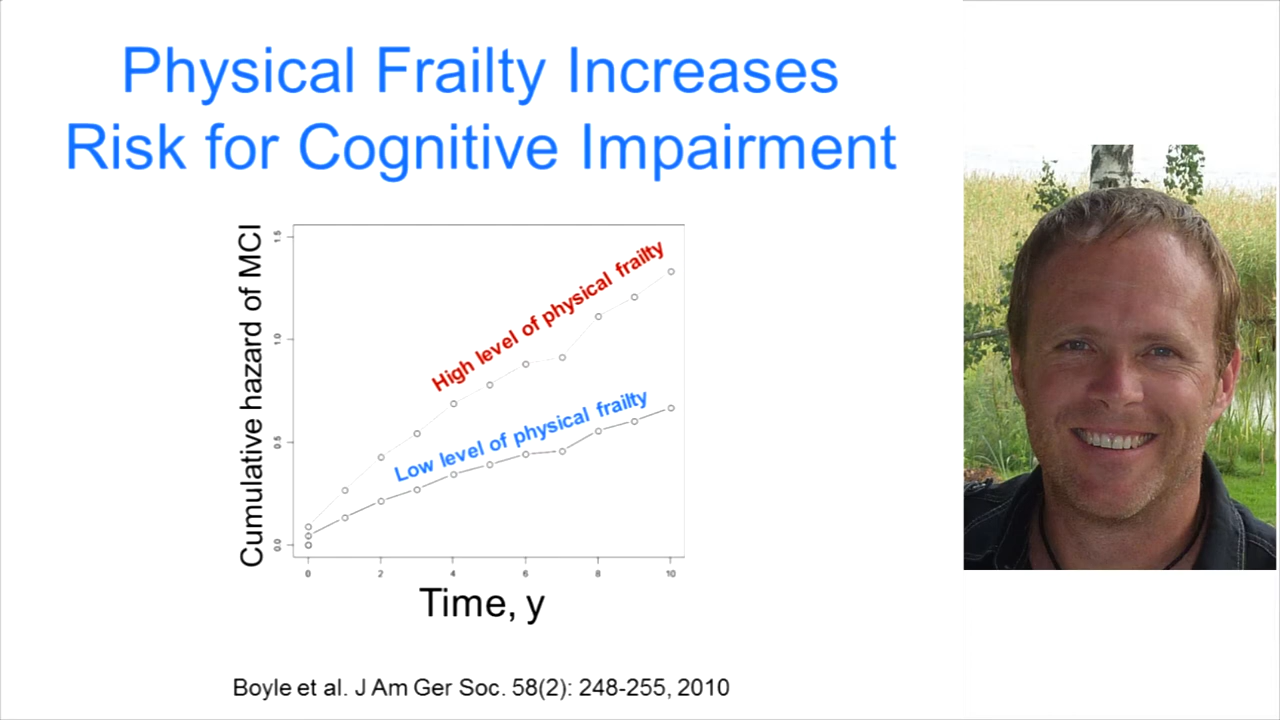 Physical Frailty Increases
Risk for Cognitive Impairment
Cumulative hazard of MCI
1.5
1.0
0.5
0.0
High level of physical frailty
Low level of physical frailty
0 2 4 6 8 10
Time, y
Boyle et al. J Am Ger Soc. 58(2): 248-255, 2010